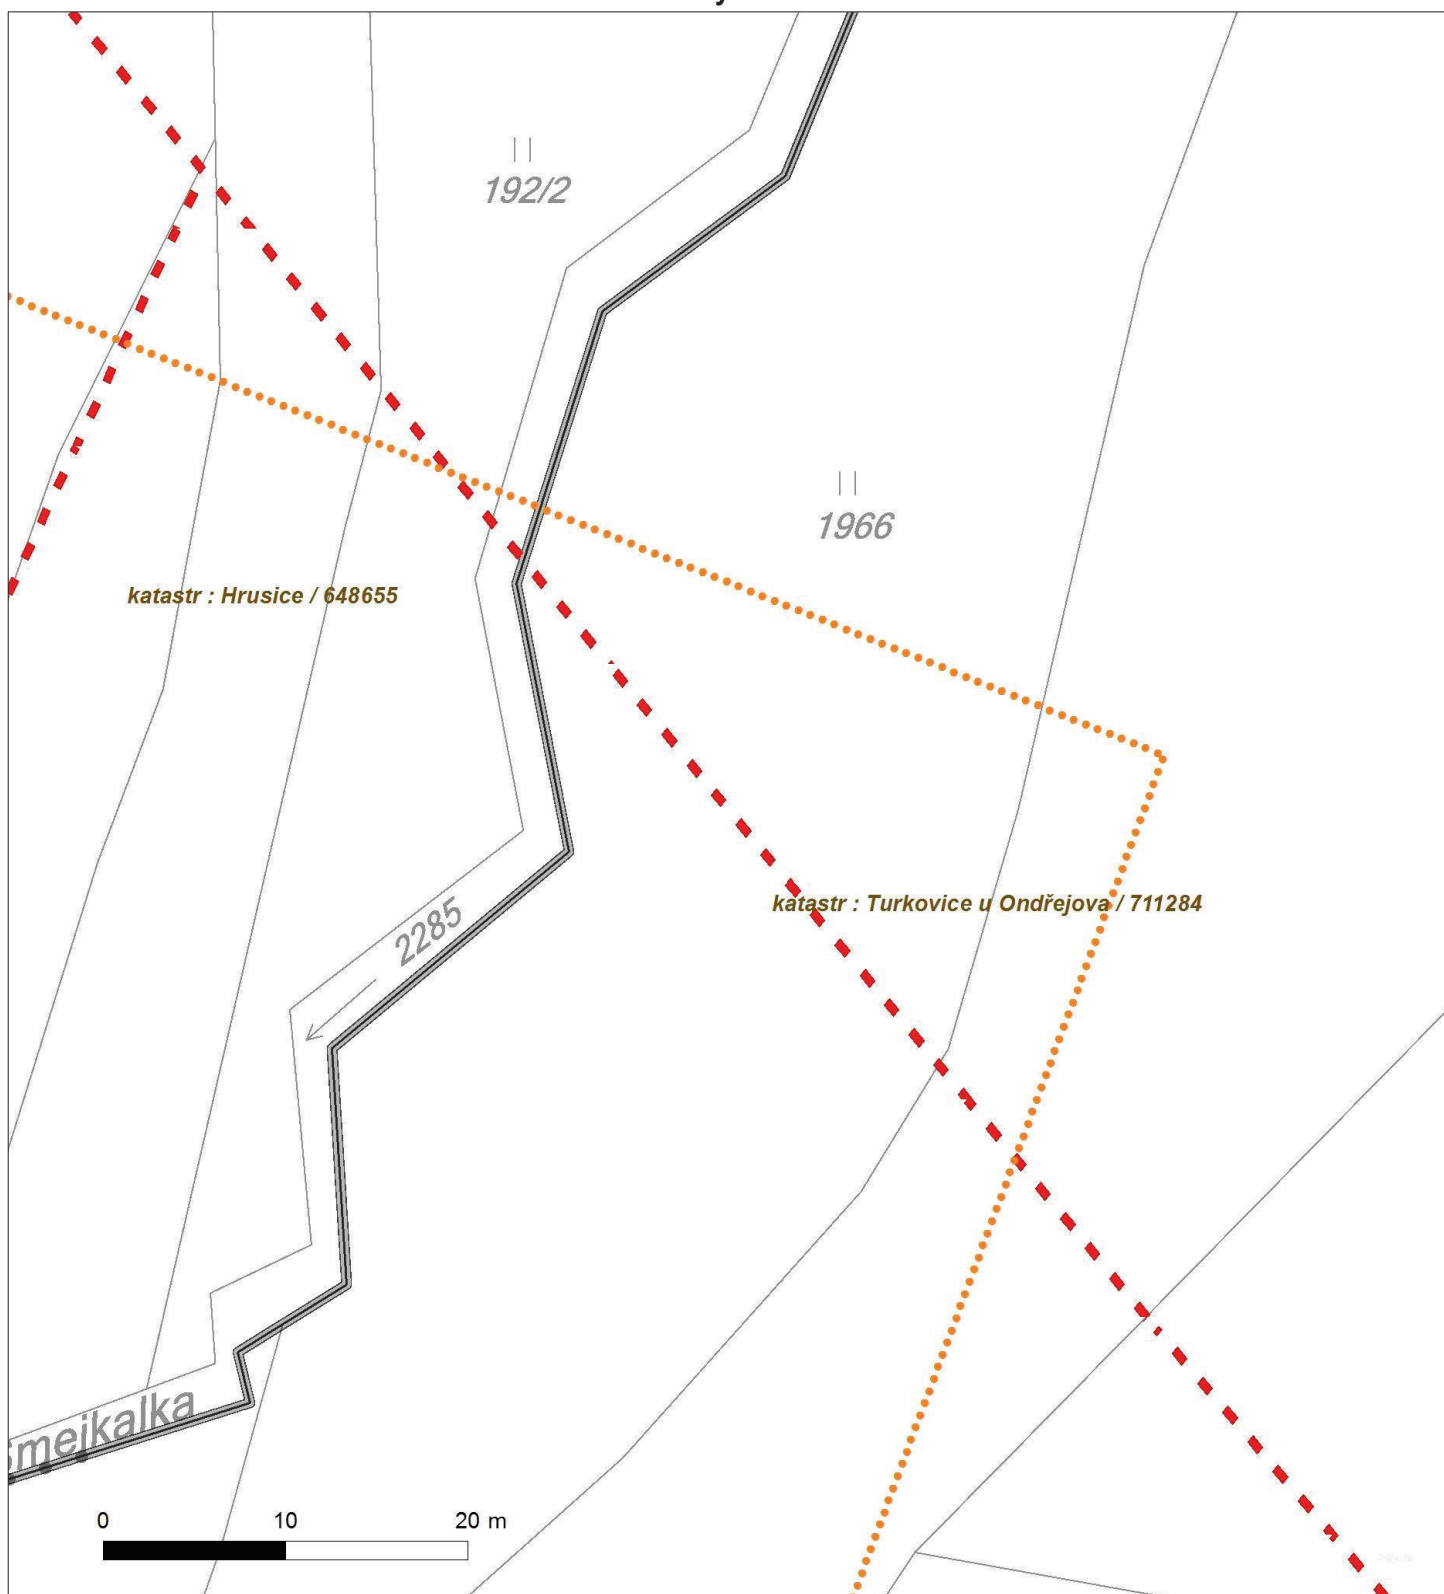 192/2
1966
katastr : Hrusice / 648655
katastr : Turkovice u Ondřejova / 711284
2285
smejkalka
0 10 20 m